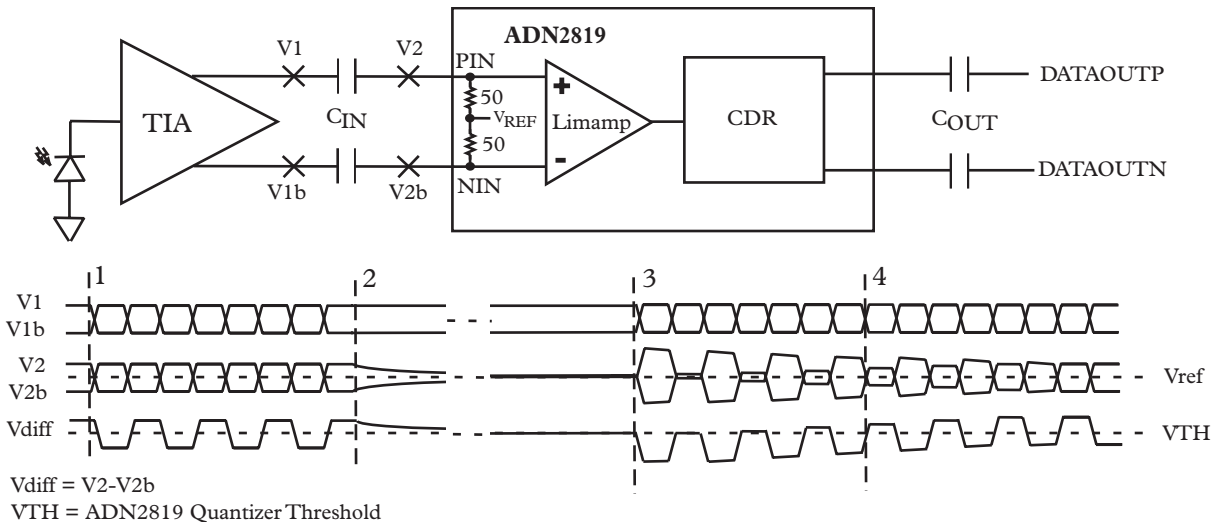 ADN2819
V1
V2
PIN
50
VREF
50
NIN
TIA
CIN
V1b
V2b
+
Limamp
-
CDR
COUT
DATAOUTP
DATAOUTN
1
2
3
4
V1
V1b
V2
V2b
Vref
Vdiff
VTH
Vdiff = V2-V2b
VTH = ADN2819 Quantizer Threshold